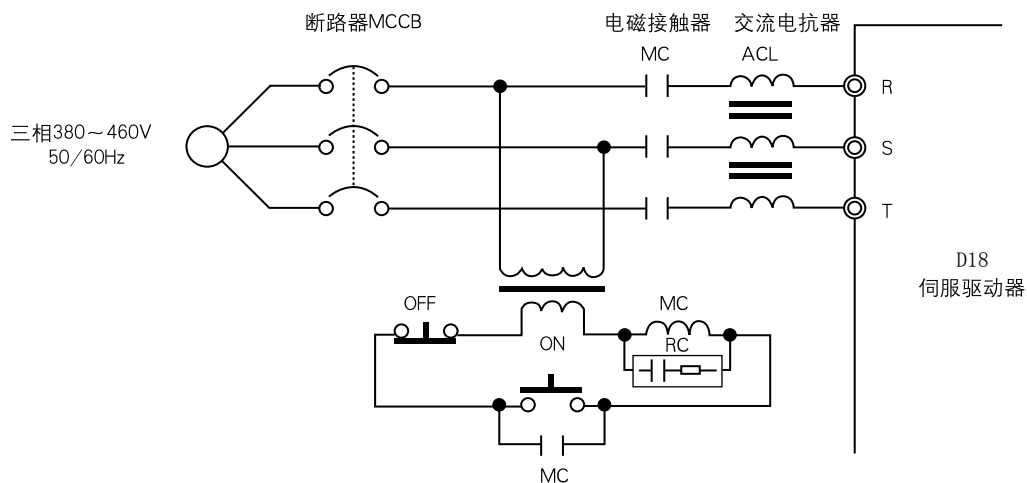 断路器MCCB
电磁接触器
MC
交流电抗器
ACL
三相380～460V
50/60Hz
R
S
T
D18
伺服驱动器
OFF
ON
MC
RC
MC